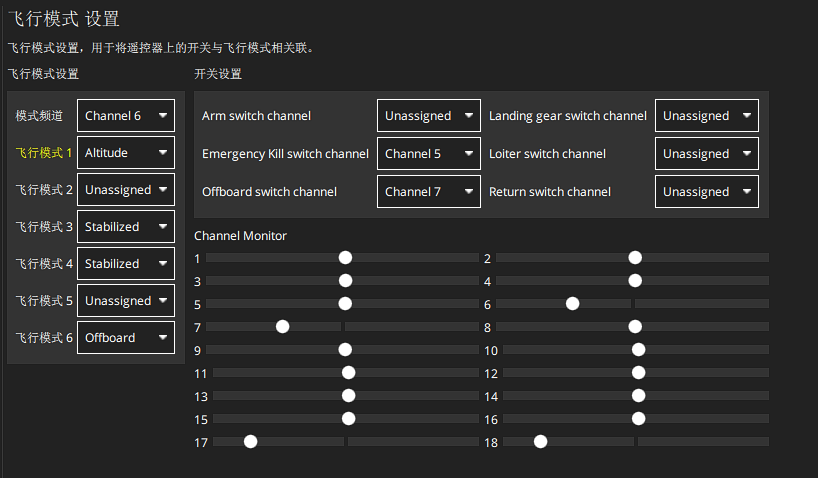 飞行模式 设置
飞行模式设置，用于将遥控器上的开关与飞行模式相关联。
飞行模式设置
模式频道 Channel 6
飞行模式 1 Altitude
飞行模式 2 Unassigned
飞行模式 3 Stabilized
飞行模式 4 Stabilized
飞行模式 5 Unassigned
飞行模式 6 Offboard
开关设置
Arm switch channel Unassigned Landing gear switch channel Unassigned
Emergency Kill switch channel Channel 5 Loiter switch channel Unassigned
Offboard switch channel Channel 7 Return switch channel Unassigned
Channel Monitor
1 2
3 4
5 6
7 8
9 10
11 12
13 14
15 16
17 18